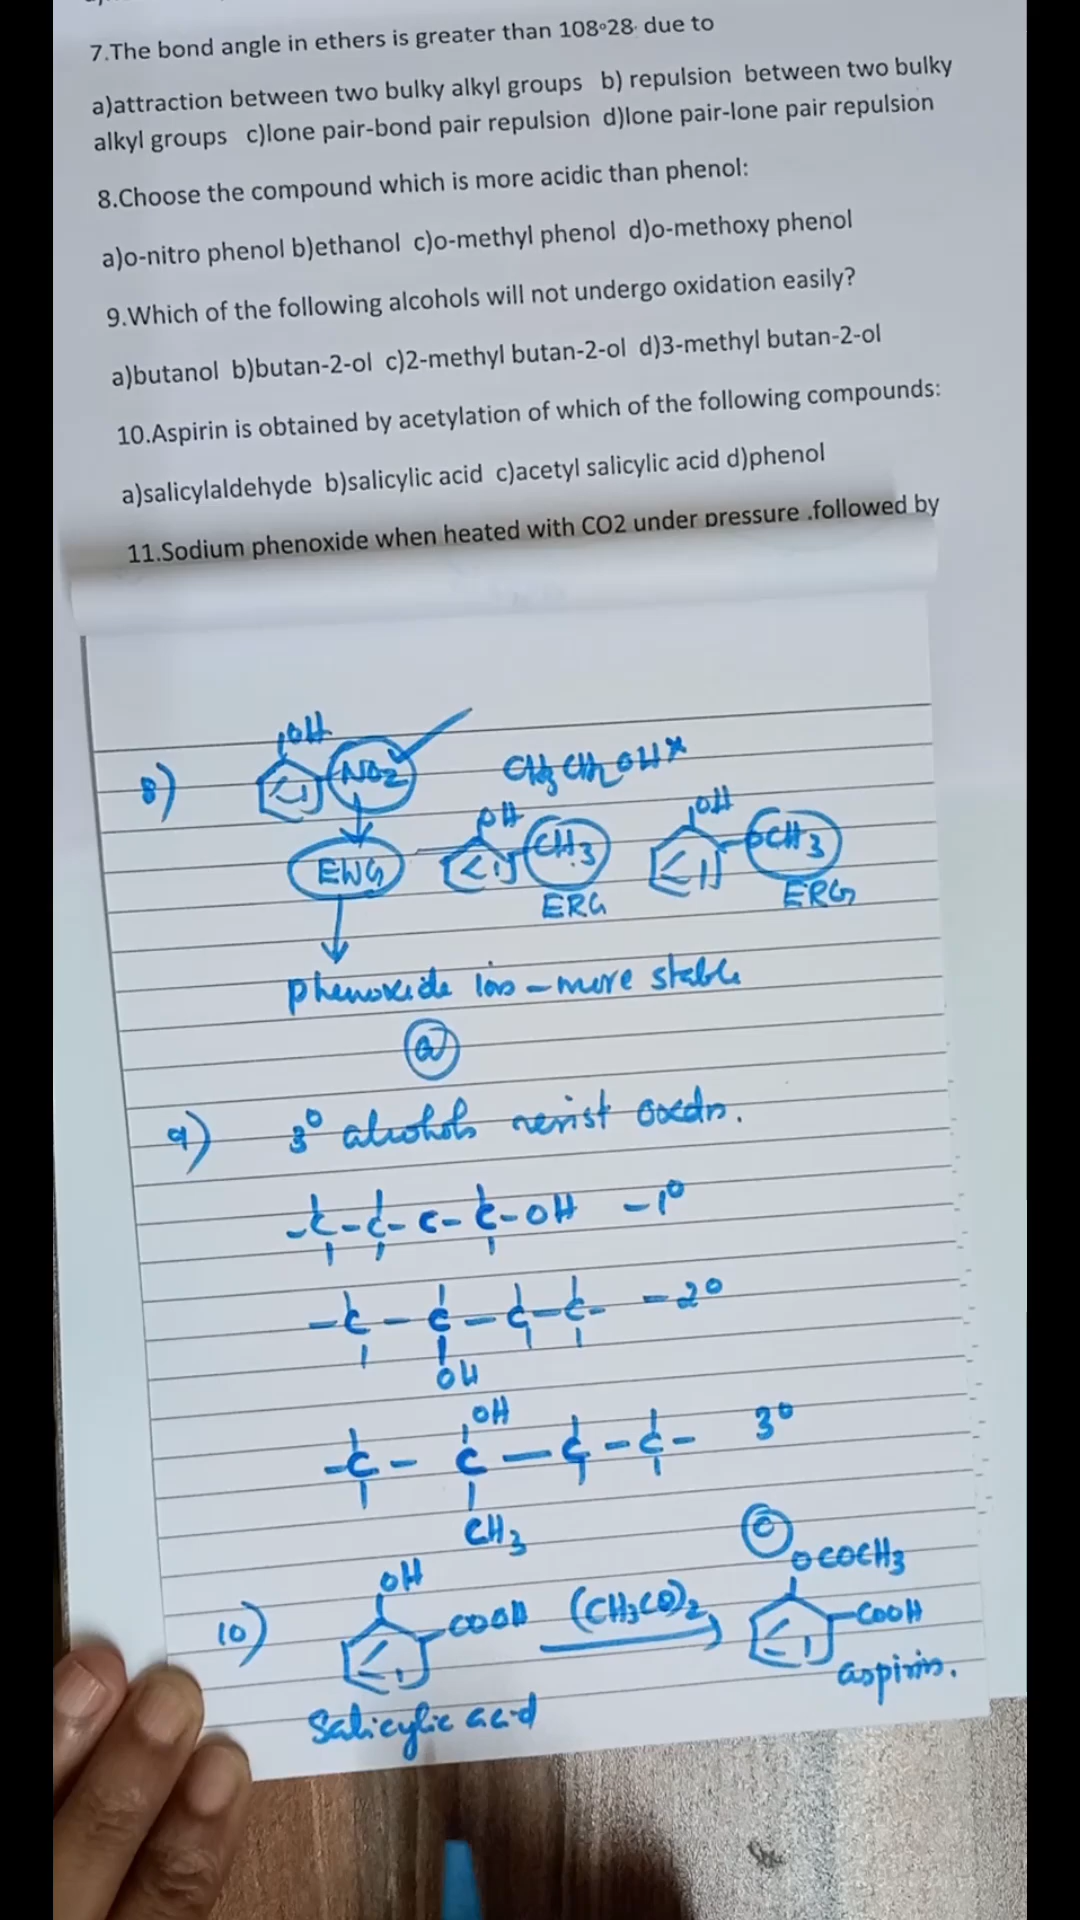 7.The bond angle in ethers is greater than 108°28· due to
a)attraction between two bulky alkyl groups b) repulsion between two bulky
alkyl groups c)lone pair-bond pair repulsion d)lone pair-lone pair repulsion
8.Choose the compound which is more acidic than phenol:
a)o-nitro phenol b)ethanol c)o-methyl phenol d)o-methoxy phenol
9.Which of the following alcohols will not undergo oxidation easily?
a)butanol b)butan-2-ol c)2-methyl butan-2-ol d)3-methyl butan-2-ol
10.Aspirin is obtained by acetylation of which of the following compounds:
a)salicylaldehyde b)salicylic acid c)acetyl salicylic acid d)phenol
11.Sodium phenoxide when heated with CO2 under pressure .followed by
8) OH NO2 CH3CH2OH x
EWG OH CH3 OH OCH3
ERG ERG
phenoxide ion - more stable
a
9) 3° alcohols resist oxdn.
-C-C-C-C-OH -1°
-C-C-C-C- -2°
OH
OH
-C-C-C-C- 3°
CH3
c
10) OH COOH (CH3CO)2 OCOCH3
COOH
Salicylic acid aspirin.